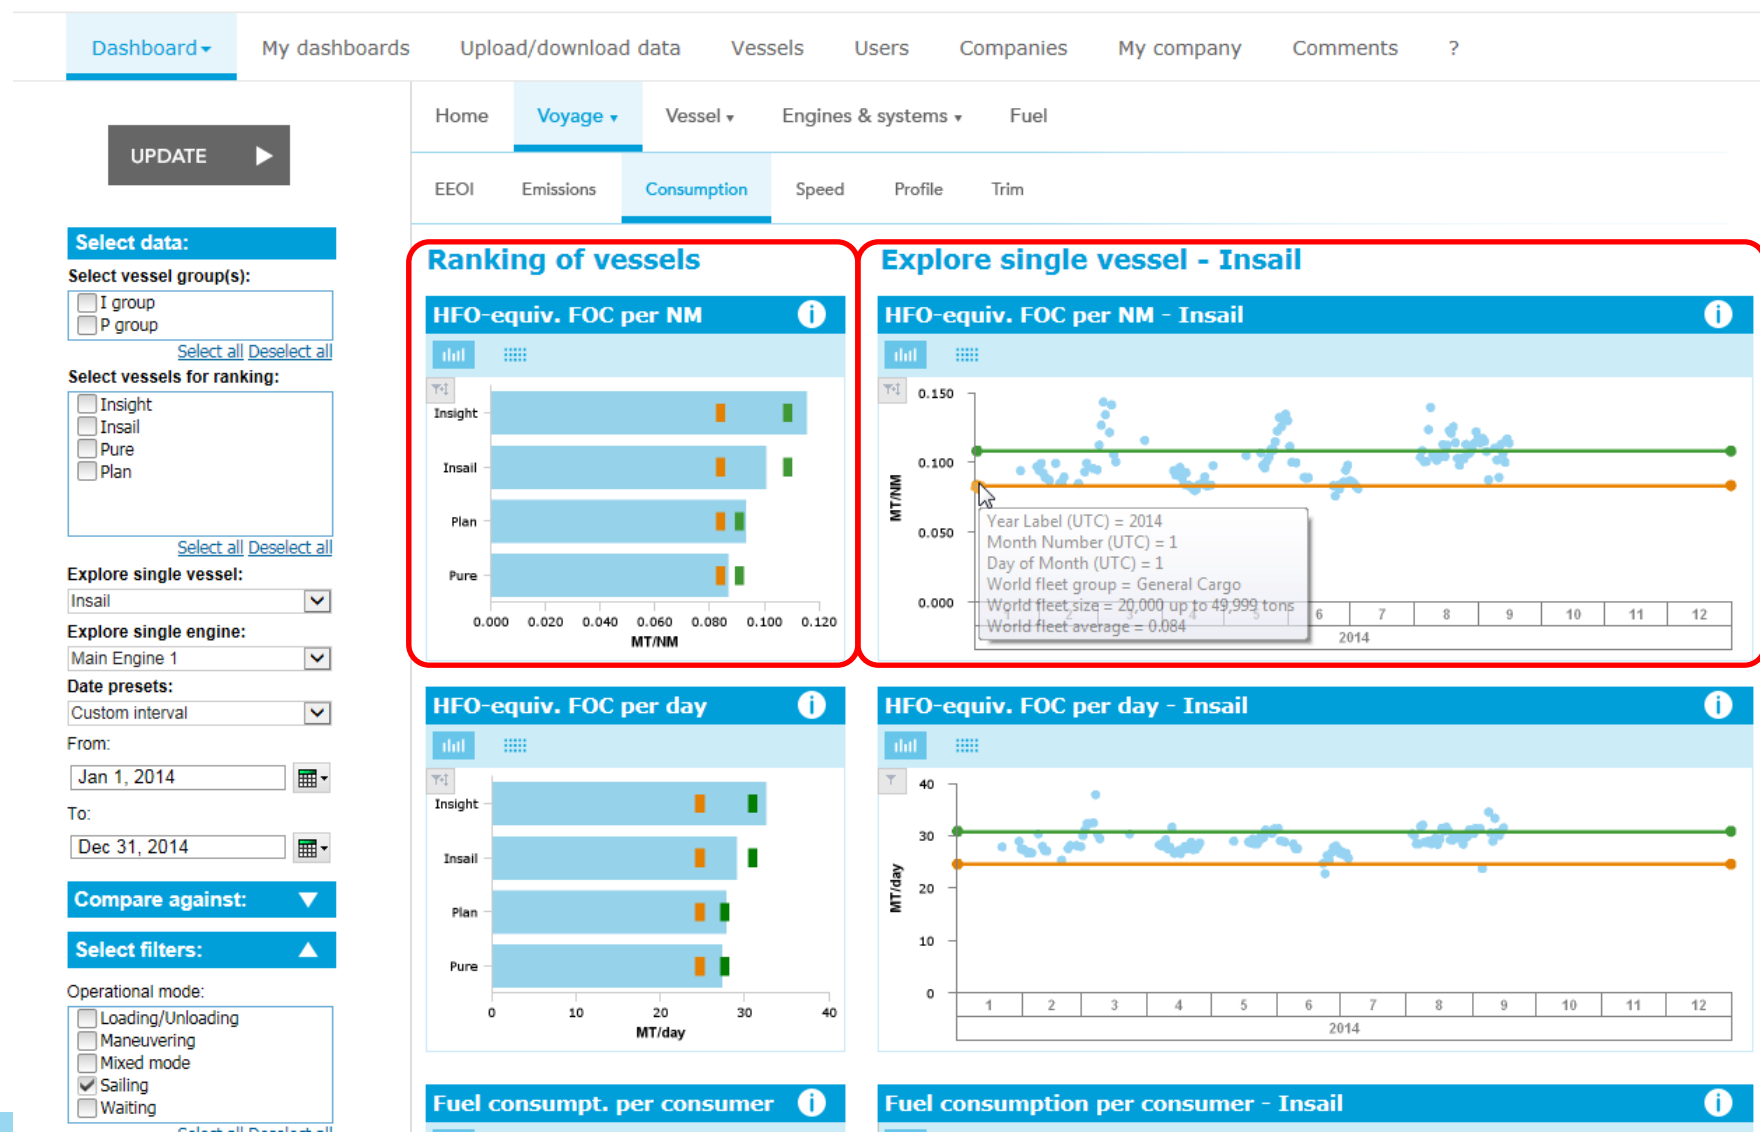 Dashboard My dashboards Upload/download data Vessels Users Companies My company Comments ?
Home Voyage Vessel Engines & systems Fuel
UPDATE
EEOI Emissions Consumption Speed Profile Trim
Select data:
Select vessel group(s):
I group
P group
Select all Deselect all
Select vessels for ranking:
Insight
Insail
Pure
Plan
Select all Deselect all
Explore single vessel:
Insail
Explore single engine:
Main Engine 1
Date presets:
Custom interval
From:
Jan 1, 2014
To:
Dec 31, 2014
Compare against:
Select filters:
Operational mode:
Loading/Unloading
Maneuvering
Mixed mode
Sailing
Waiting
Select all Deselect all
Ranking of vessels
HFO-equiv. FOC per NM
Insight
Insail
Plan
Pure
0.000 0.020 0.040 0.060 0.080 0.100 0.120
MT/NM
Explore single vessel - Insail
HFO-equiv. FOC per NM - Insail
0.150
0.100
0.050
0.000
MT/NM
Year Label (UTC) = 2014
Month Number (UTC) = 1
Day of Month (UTC) = 1
World fleet group = General Cargo
World fleet size = 20,000 up to 49,999 tons
World fleet average = 0.084
1 2 3 4 5 6 7 8 9 10 11 12
2014
HFO-equiv. FOC per day
Insight
Insail
Plan
Pure
0 10 20 30 40
MT/day
HFO-equiv. FOC per day - Insail
40
30
20
10
0
MT/day
1 2 3 4 5 6 7 8 9 10 11 12
2014
Fuel consumpt. per consumer
Fuel consumption per consumer - Insail